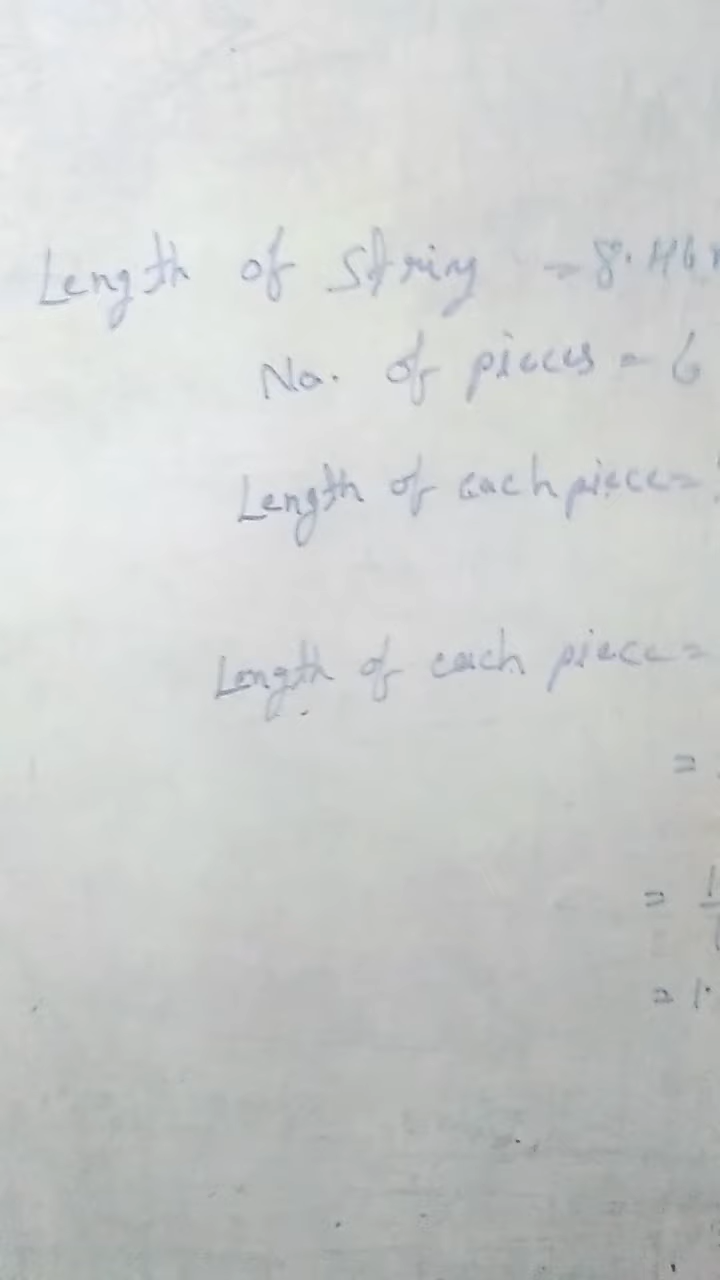 Length of string = 8.46
No. of pieces = 6
Length of each piece =
Length of each piece =
=
=
= 1.